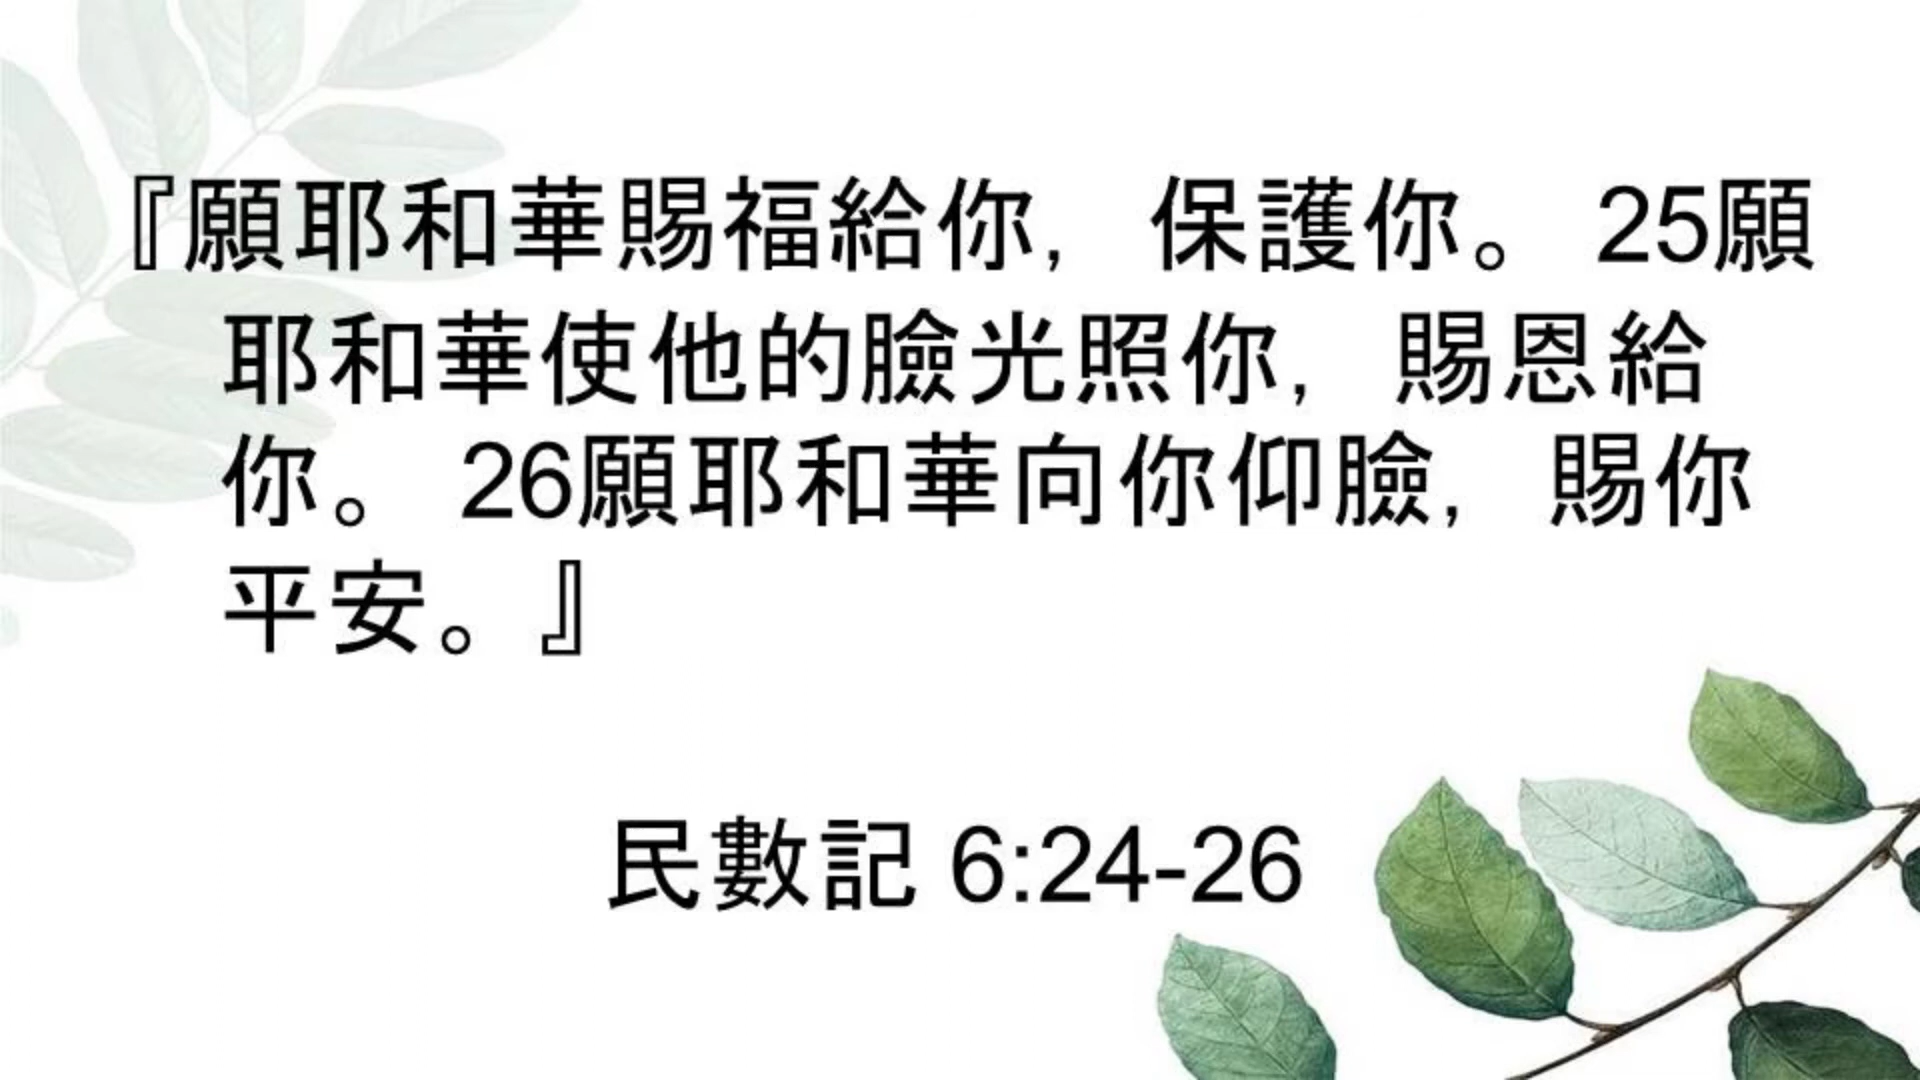 『願耶和華賜福給你, 保護你。 25願
耶和華使他的臉光照你, 賜恩給
你。 26願耶和華向你仰臉, 賜你
平安。』
民數記 6:24-26